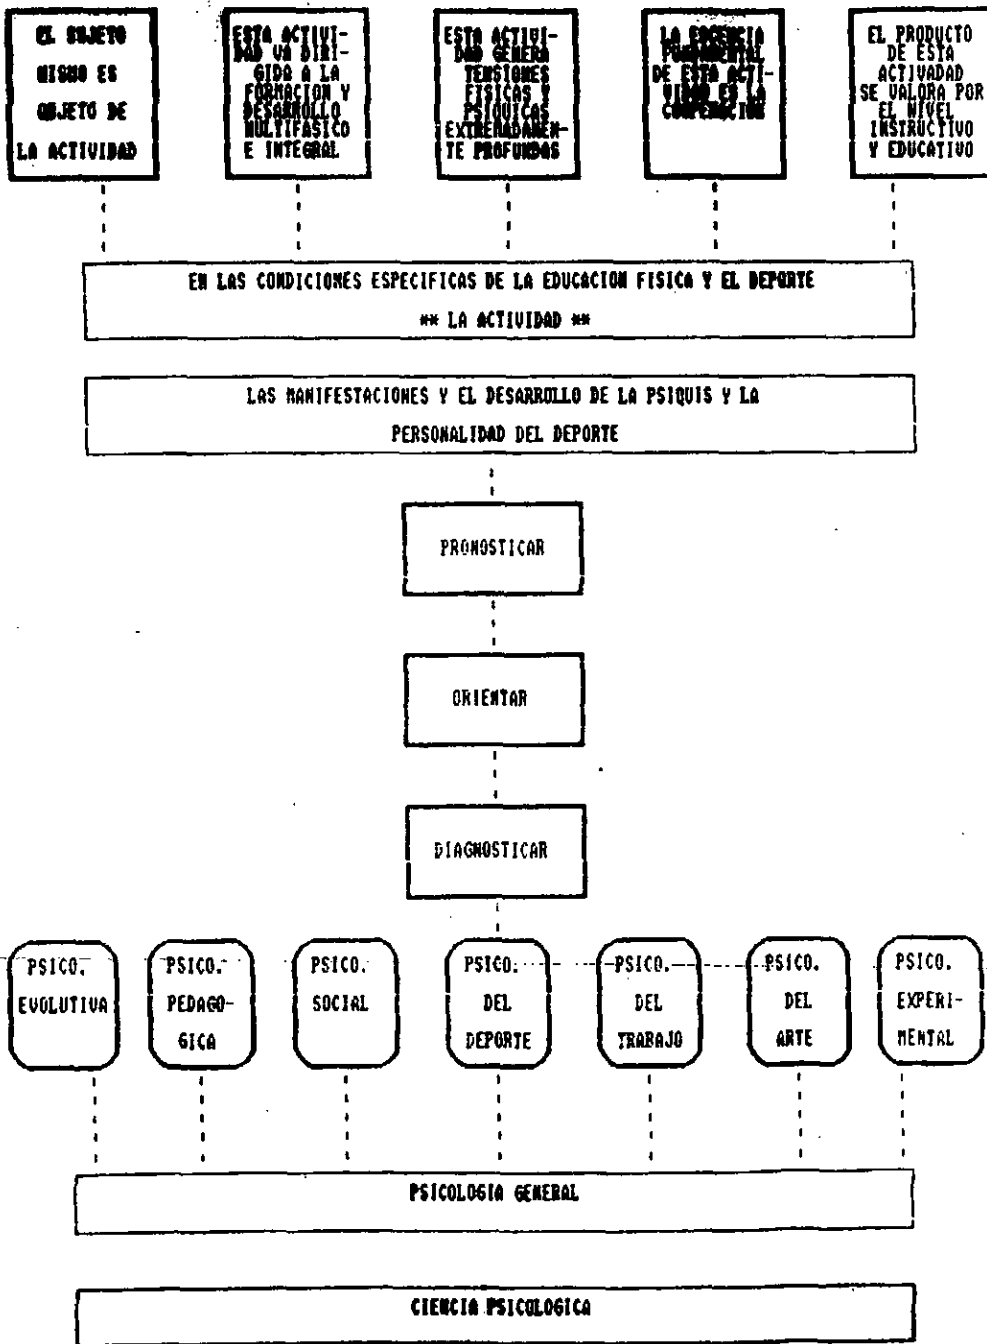 EL SUJETO
MISMO ES
OBJETO DE
LA ACTIVIDAD
ESTA ACTIVI-
DAD VA DIRI-
GIDA A LA
FORMACION Y
DESARROLLO
MULTIFASICO
E INTEGRAL
ESTA ACTIVI-
DAD GENERA
TENSIONES
FISICAS Y
PSIQUICAS
EXTREMADAMEN-
TE PROFUNDAS
LA ESCENCIA
FUNDAMENTAL
DE ESTA ACTI-
VIDAD ES LA
EL PRODUCTO
DE ESTA
ACTIVADAD
SE VALORA POR
EL NIVEL
INSTRUCTIVO
Y EDUCATIVO
EN LAS CONDICIONES ESPECIFICAS DE LA EDUCACION FISICA Y EL DEPORTE
** LA ACTIVIDAD **
LAS MANIFESTACIONES Y EL DESARROLLO DE LA PSIQUIS Y LA
PERSONALIDAD DEL DEPORTE
PRONOSTICAR
ORIENTAR
DIAGNOSTICAR
PSICO.
EVOLUTIVA
PSICO.
PEDAGO-
GICA
PSICO.
SOCIAL
PSICO.
DEL
DEPORTE
PSICO.
DEL
TRABAJO
PSICO.
DEL
ARTE
PSICO.
EXPERI-
MENTAL
PSICOLOGIA GENERAL
CIENCIA PSICOLOGICA